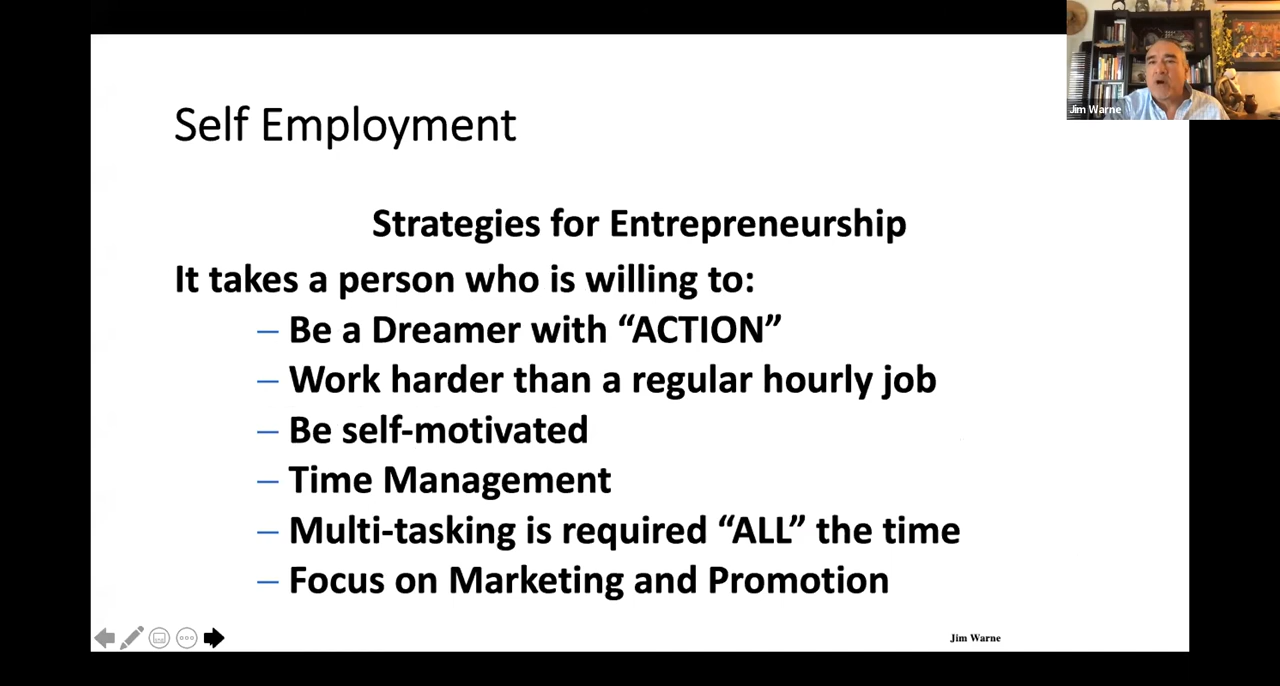 Jim Warne
Self Employment
Strategies for Entrepreneurship
It takes a person who is willing to:
– Be a Dreamer with “ACTION”
– Work harder than a regular hourly job
– Be self-motivated
– Time Management
– Multi-tasking is required “ALL” the time
– Focus on Marketing and Promotion
Jim Warne